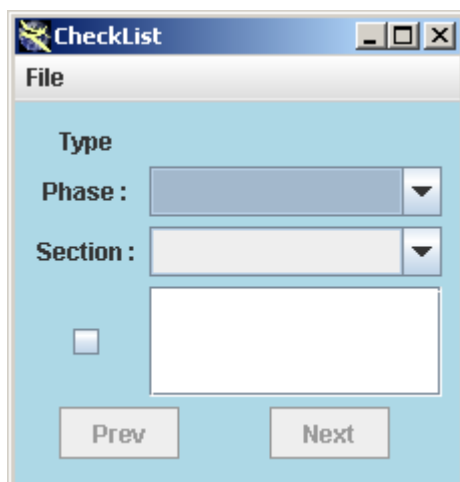 CheckList
File
Type
Phase :
Section :
Prev Next